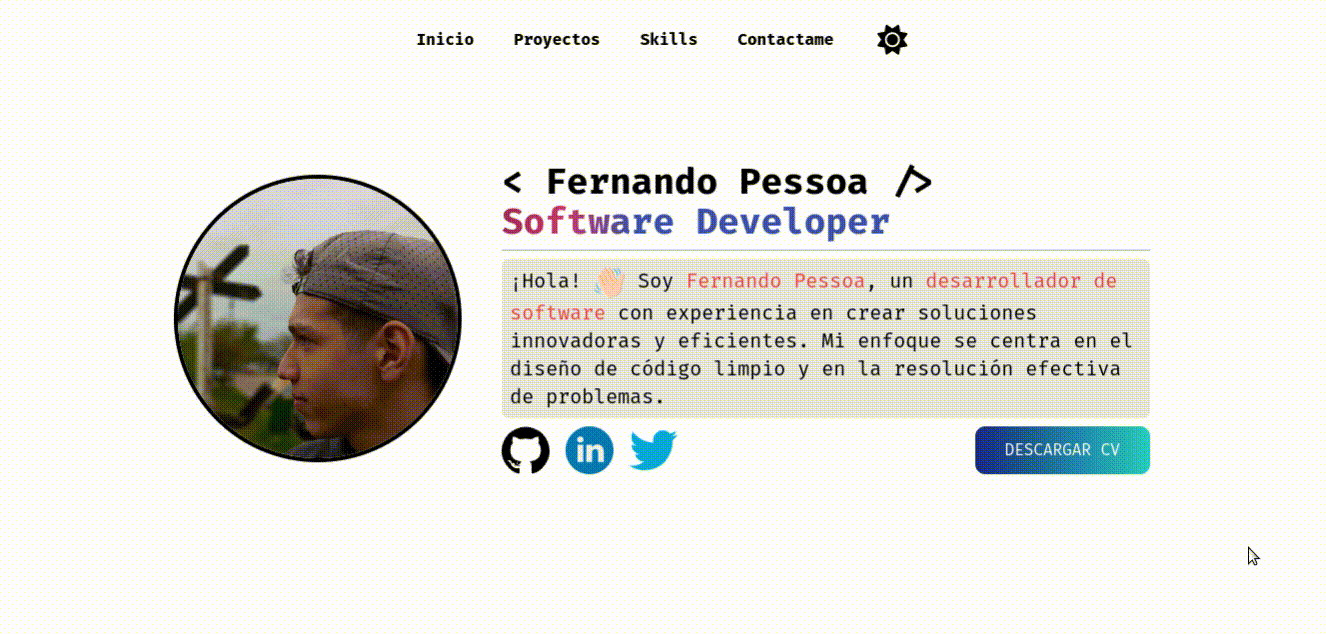 Inicio Proyectos Skills Contactame
< Fernando Pessoa />
Software Developer
¡Hola! 👋 Soy Fernando Pessoa, un desarrollador de
software con experiencia en crear soluciones
innovadoras y eficientes. Mi enfoque se centra en el
diseño de código limpio y en la resolución efectiva
de problemas.
in
DESCARGAR CV